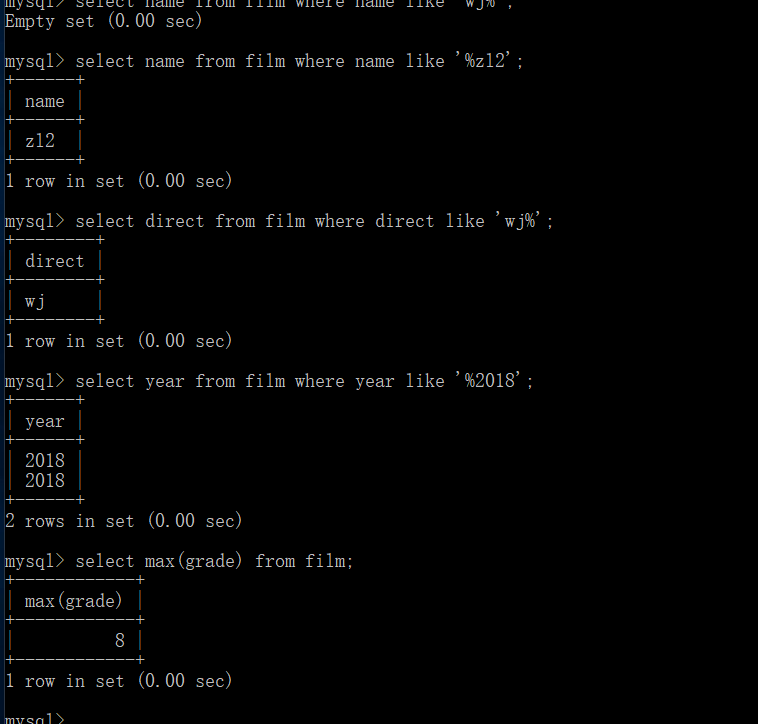 mysql> select name from film where name like 'wj%';
Empty set (0.00 sec)
mysql> select name from film where name like '%zl2';
+------+
| name |
+------+
| zl2  |
+------+
1 row in set (0.00 sec)
mysql> select direct from film where direct like 'wj%';
+--------+
| direct |
+--------+
| wj     |
+--------+
1 row in set (0.00 sec)
mysql> select year from film where year like '%2018';
+------+
| year |
+------+
| 2018 |
| 2018 |
+------+
2 rows in set (0.00 sec)
mysql> select max(grade) from film;
+------------+
| max(grade) |
+------------+
|          8 |
+------------+
1 row in set (0.00 sec)
mysql>